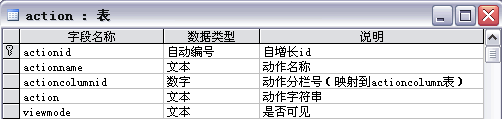 action : 表
字段名称 数据类型 说明
actionid 自动编号 自增长id
actionname 文本 动作名称
actioncolumnid 数字 动作分栏号(映射到actioncolumn表)
action 文本 动作字符串
viewmode 文本 是否可见